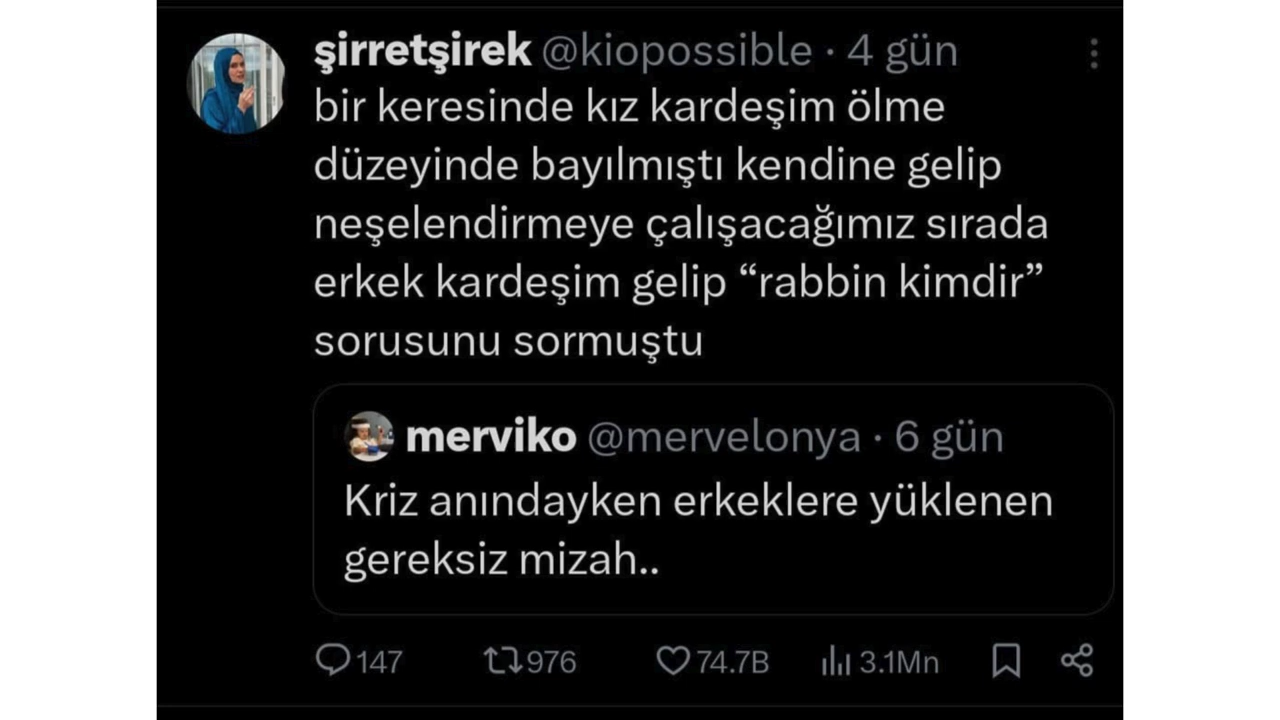 şirretşirek @kiopossible · 4 gün
bir keresinde kız kardeşim ölme
düzeyinde bayılmıştı kendine gelip
neşelendirmeye çalışacağımız sırada
erkek kardeşim gelip “rabbin kimdir”
sorusunu sormuştu
merviko @mervelonya · 6 gün
Kriz anındayken erkeklere yüklenen
gereksiz mizah..
147 976 74.7B 3.1Mn